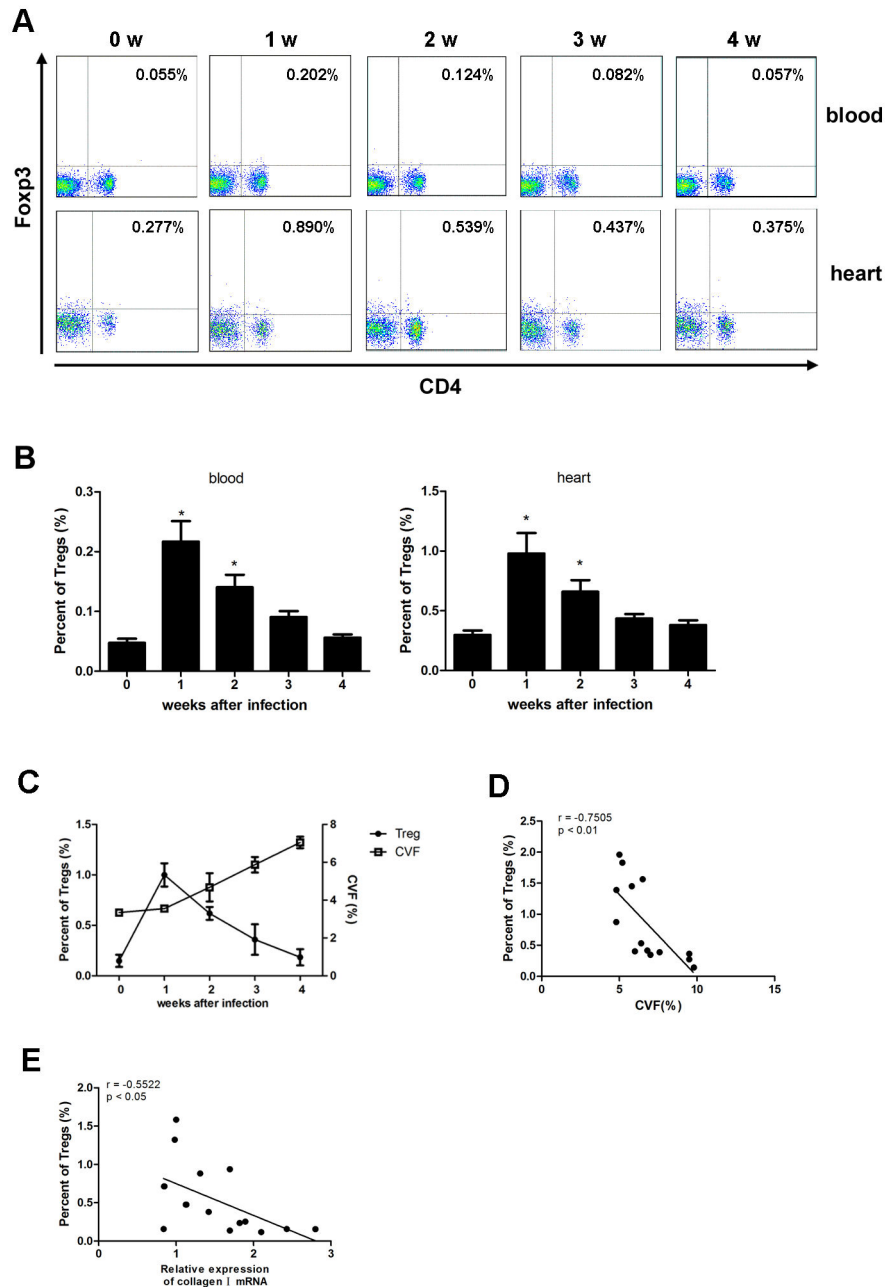 A
0 w 1 w 2 w 3 w 4 w
0.055% 0.202% 0.124% 0.082% 0.057%
blood
0.277% 0.890% 0.539% 0.437% 0.375%
heart
Foxp3
CD4
B
blood
Percent of Tregs (%)
0.3
0.2
0.1
0.0
* *
0 1 2 3 4
weeks after infection
heart
Percent of Tregs (%)
1.5
1.0
0.5
0.0
* *
0 1 2 3 4
weeks after infection
C
Percent of Tregs (%)
1.5
1.0
0.5
0.0
8
6
4
2
0
CVF (%)
Treg
CVF
0 1 2 3 4
weeks after infection
D
r = -0.7505
p < 0.01
Percent of Tregs (%)
2.5
2.0
1.5
1.0
0.5
0.0
0 5 10 15
CVF(%)
E
r = -0.5522
p < 0.05
Percent of Tregs (%)
2.0
1.5
1.0
0.5
0.0
0 1 2 3
Relative expression
of collagen Ⅰ mRNA